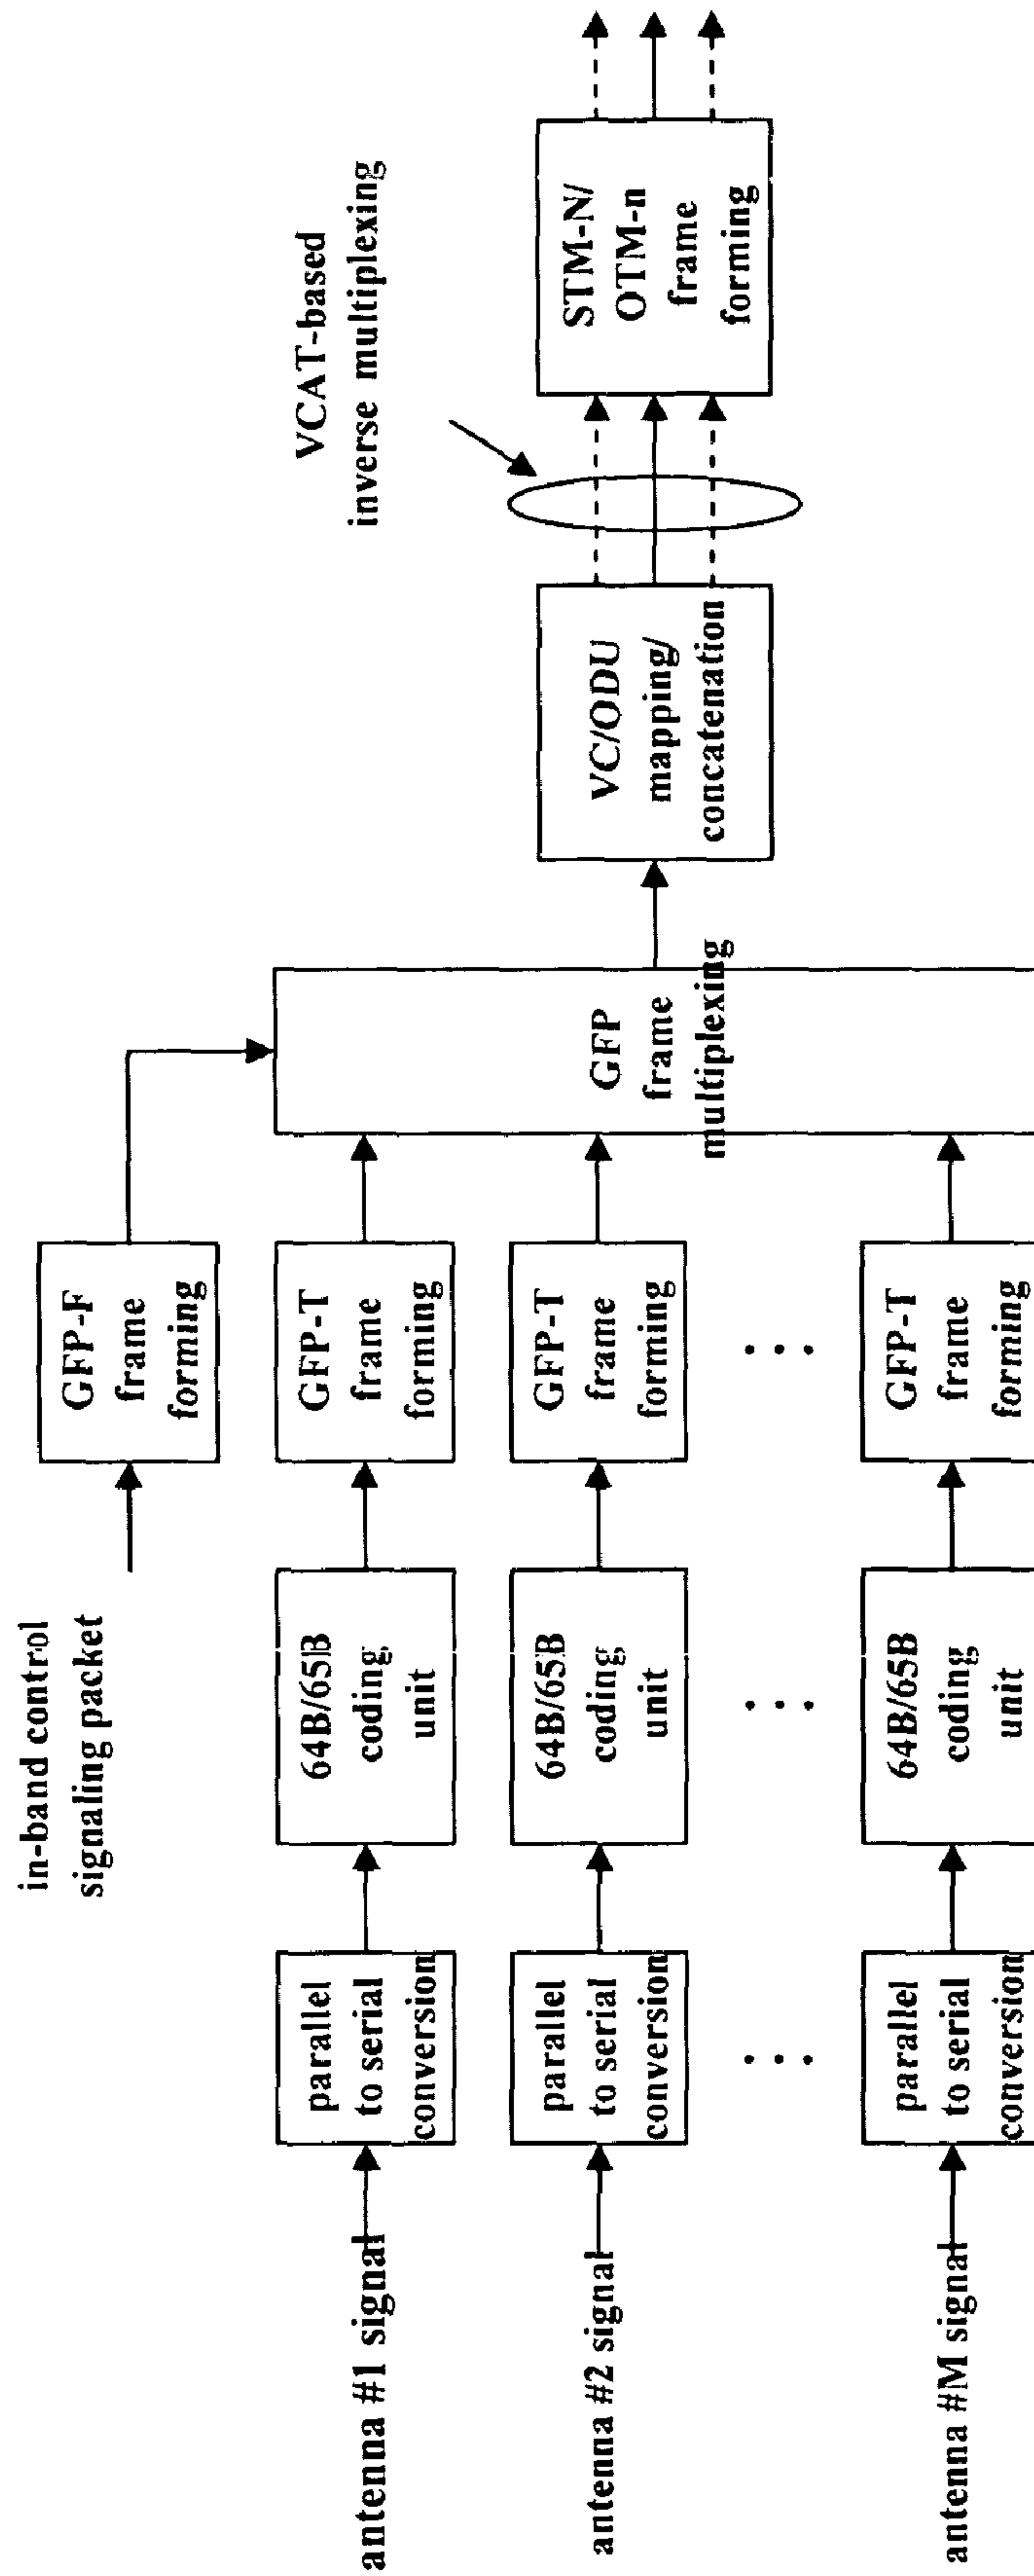 in-band control
signaling packet
GFP-F
frame
forming
antenna #1 signal
parallel
to serial
conversion
64B/65B
coding
unit
GFP-T
frame
forming
antenna #2 signal
parallel
to serial
conversion
64B/65B
coding
unit
GFP-T
frame
forming
antenna #M signal
parallel
to serial
conversion
64B/65B
coding
unit
GFP-T
frame
forming
GFP
frame
multiplexing
VC/ODU
mapping/
concatenation
VCAT-based
inverse multiplexing
STM-N/
OTM-n
frame
forming